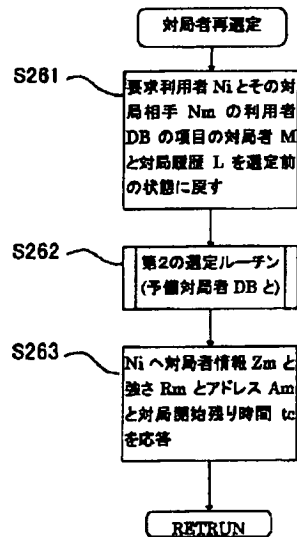 対局者再選定
S261
要求利用者 Ni とその対
局相手 Nm の利用者
DB の項目の対局者 M
と対局履歴 L を選定前
の状態に戻す
S262
第2の選定ルーチン
(予備対局者 DB と)
S263
Ni へ対局者情報 Zm と
強さ Rm とアドレス Am
と対局開始残り時間 tc
を応答
RETRUN